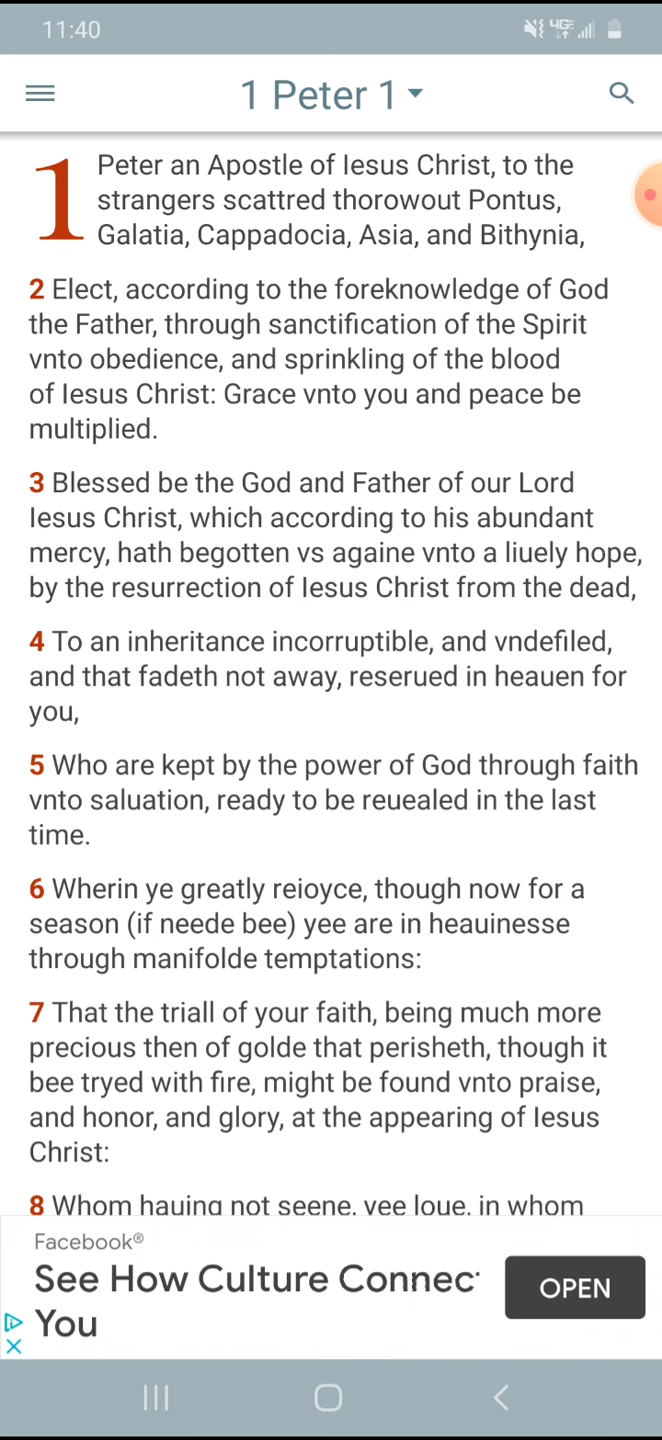 11:40
4GE
1 Peter 1
1 Peter an Apostle of Iesus Christ, to the
strangers scattred thorowout Pontus,
Galatia, Cappadocia, Asia, and Bithynia,
2 Elect, according to the foreknowledge of God
the Father, through sanctification of the Spirit
vnto obedience, and sprinkling of the blood
of Iesus Christ: Grace vnto you and peace be
multiplied.
3 Blessed be the God and Father of our Lord
Iesus Christ, which according to his abundant
mercy, hath begotten vs againe vnto a liuely hope,
by the resurrection of Iesus Christ from the dead,
4 To an inheritance incorruptible, and vndefiled,
and that fadeth not away, reserued in heauen for
you,
5 Who are kept by the power of God through faith
vnto saluation, ready to be reuealed in the last
time.
6 Wherin ye greatly reioyce, though now for a
season (if neede bee) yee are in heauinesse
through manifolde temptations:
7 That the triall of your faith, being much more
precious then of golde that perisheth, though it
bee tryed with fire, might be found vnto praise,
and honor, and glory, at the appearing of Iesus
Christ:
8 Whom hauing not seene, yee loue, in whom
Facebook®
See How Culture Connec
You
OPEN